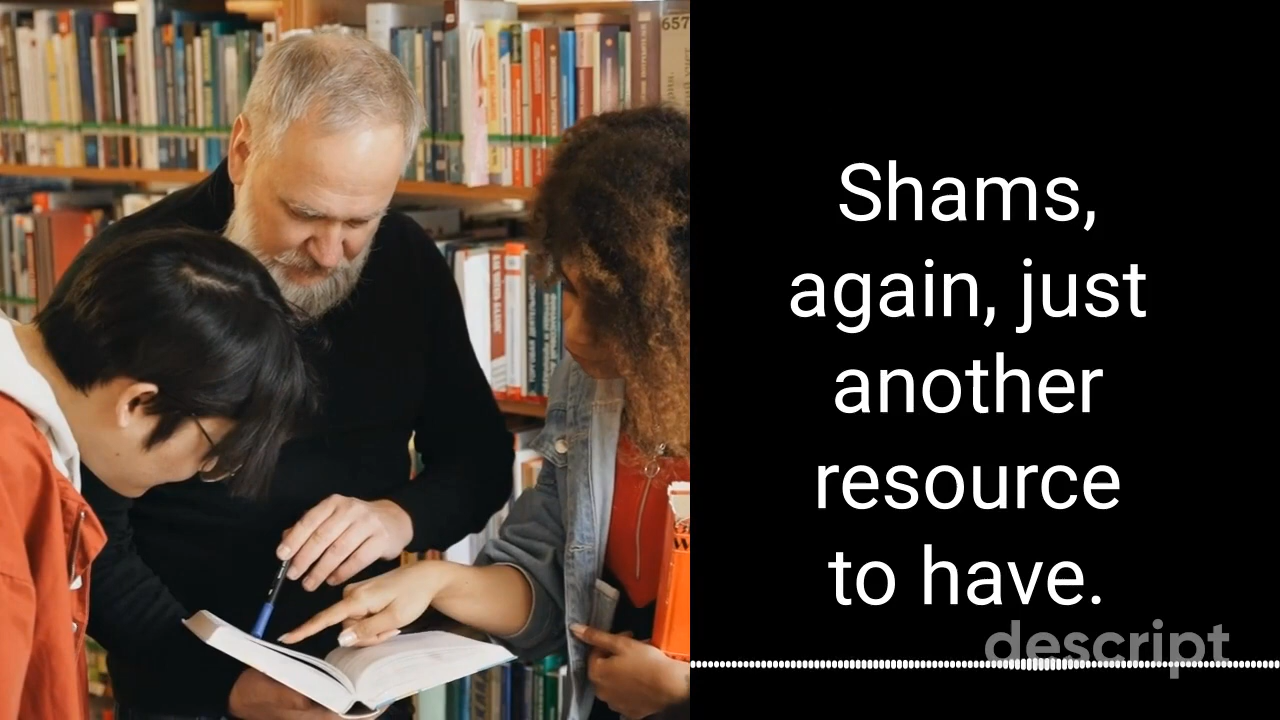 657
Shams,
again, just
another
resource
to have.
descript